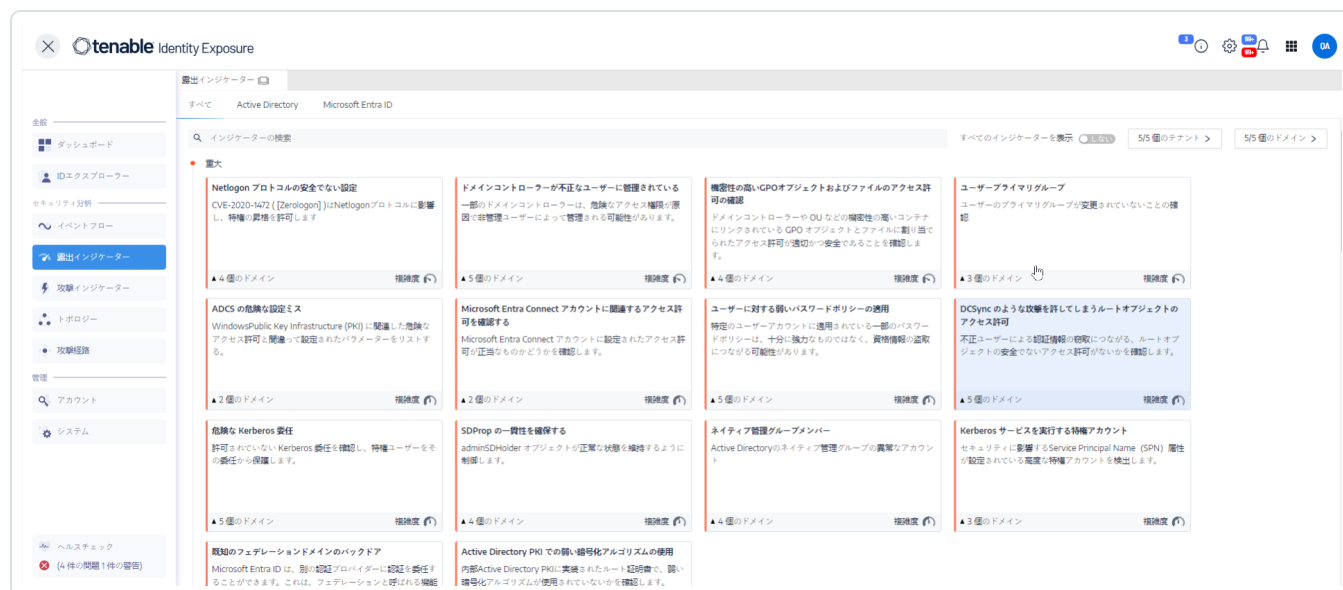 tenable Identity Exposure
3
99+
99+
QA
露出インジケーター
すべて
Active Directory
Microsoft Entra ID
全般
ダッシュボード
IDエクスプローラー
セキュリティ分析
イベントフロー
露出インジケーター
攻撃インジケーター
トポロジー
攻撃経路
管理
アカウント
システム
ヘルスチェック
(4 件の問題 1 件の警告)
インジケーターの検索
すべてのインジケーターを表示
しない
5/5 個のテナント >
5/5 個のドメイン >
重大
Netlogon プロトコルの安全でない設定
CVE-2020-1472 ( [Zerologon] )はNetlogonプロトコルに影響
し、特権の昇格を許可します
▲4 個のドメイン
複雑度
ドメインコントローラーが不正なユーザーに管理されている
一部のドメインコントローラーは、危険なアクセス権限が原
因で非管理ユーザーによって管理される可能性があります。
▲5 個のドメイン
複雑度
機密性の高いGPOオブジェクトおよびファイルのアクセス許
可の確認
ドメインコントローラーや OU などの機密性の高いコンテナ
にリンクされている GPO オブジェクトとファイルに割り当て
られたアクセス許可が適切かつ安全であることを確認しま
す。
▲4 個のドメイン
複雑度
ユーザープライマリグループ
ユーザーのプライマリグループが変更されていないことの確
認
▲3 個のドメイン
複雑度
ADCS の危険な設定ミス
WindowsPublic Key Infrastructure (PKI) に関連した危険な
アクセス許可と間違って設定されたパラメーターをリストす
る。
▲2 個のドメイン
複雑度
Microsoft Entra Connect アカウントに関連するアクセス許
可を確認する
Microsoft Entra Connect アカウントに設定されたアクセス許
可が正当なものかどうかを確認します。
▲2 個のドメイン
複雑度
ユーザーに対する弱いパスワードポリシーの適用
特定のユーザーアカウントに適用されている一部のパスワー
ドポリシーは、十分に強力なものではなく、資格情報の盗取
につながる可能性があります。
▲5 個のドメイン
複雑度
DCSync のような攻撃を許してしまうルートオブジェクトの
アクセス許可
不正ユーザーによる認証情報の窃取につながる、ルートオブ
ジェクトの安全でないアクセス許可がないかを確認します。
▲5 個のドメイン
複雑度
危険な Kerberos 委任
許可されていない Kerberos 委任を確認し、特権ユーザーをそ
の委任から保護します。
▲5 個のドメイン
複雑度
SDProp の一貫性を確保する
adminSDHolder オブジェクトが正常な状態を維持するように
制御します。
▲4 個のドメイン
複雑度
ネイティブ管理グループメンバー
Active Directoryのネイティブ管理グループの異常なアカウン
ト
▲4 個のドメイン
複雑度
Kerberos サービスを実行する特権アカウント
セキュリティに影響するService Principal Name（SPN）属性
が設定されている高度な特権アカウントを検出します。
▲3 個のドメイン
複雑度
既知のフェデレーションドメインのバックドア
Microsoft Entra ID は、別の認証プロバイダーに認証を委任す
ることができます。これは、フェデレーションと呼ばれる機能
Active Directory PKI での弱い暗号化アルゴリズムの使用
内部Active Directory PKIに実装されたルート証明書で、弱い
暗号化アルゴリズムが使用されていないかを確認します。